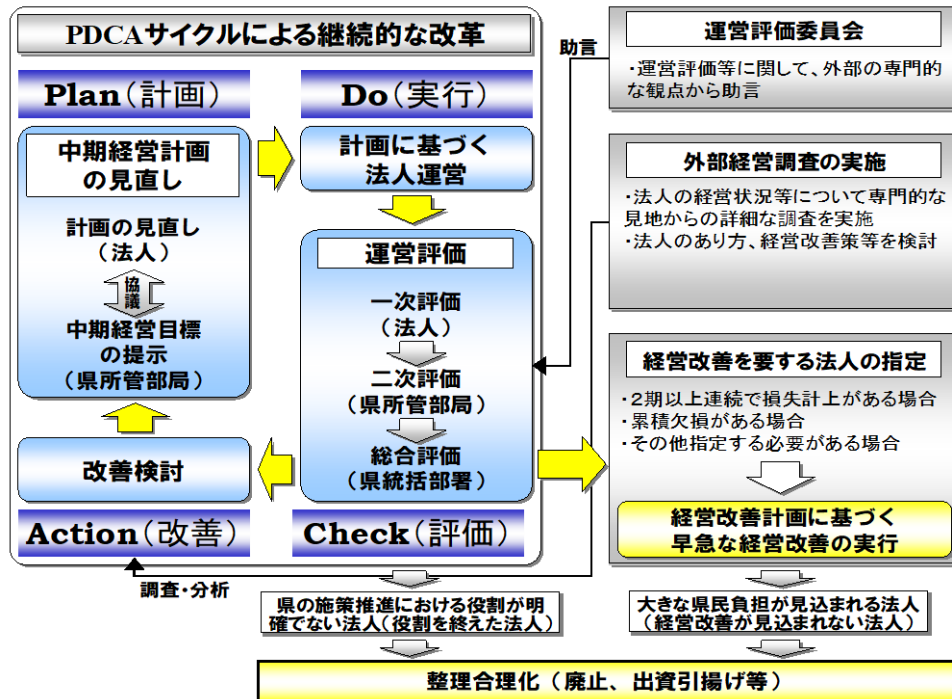 PDCAサイクルによる継続的な改革
Plan(計画)
中期経営計画
の見直し
計画の見直し
(法人)
協
議
中期経営目標
の提示
(県所管部局)
Do(実行)
計画に基づく
法人運営
運営評価
一次評価
(法人)
二次評価
(県所管部局)
総合評価
(県統括部署)
改善検討
Action(改善)
Check(評価)
助言
運営評価委員会
・運営評価等に関して、外部の専門的
な観点から助言
外部経営調査の実施
・法人の経営状況等について専門的な
見地からの詳細な調査を実施
・法人のあり方、経営改善策等を検討
経営改善を要する法人の指定
・2期以上連続で損失計上がある場合
・累積欠損がある場合
・その他指定する必要がある場合
経営改善計画に基づく
早急な経営改善の実行
調査・分析
県の施策推進における役割が明
確でない法人(役割を終えた法人)
大きな県民負担が見込まれる法人
(経営改善が見込まれない法人)
整理合理化(廃止、出資引揚げ等)